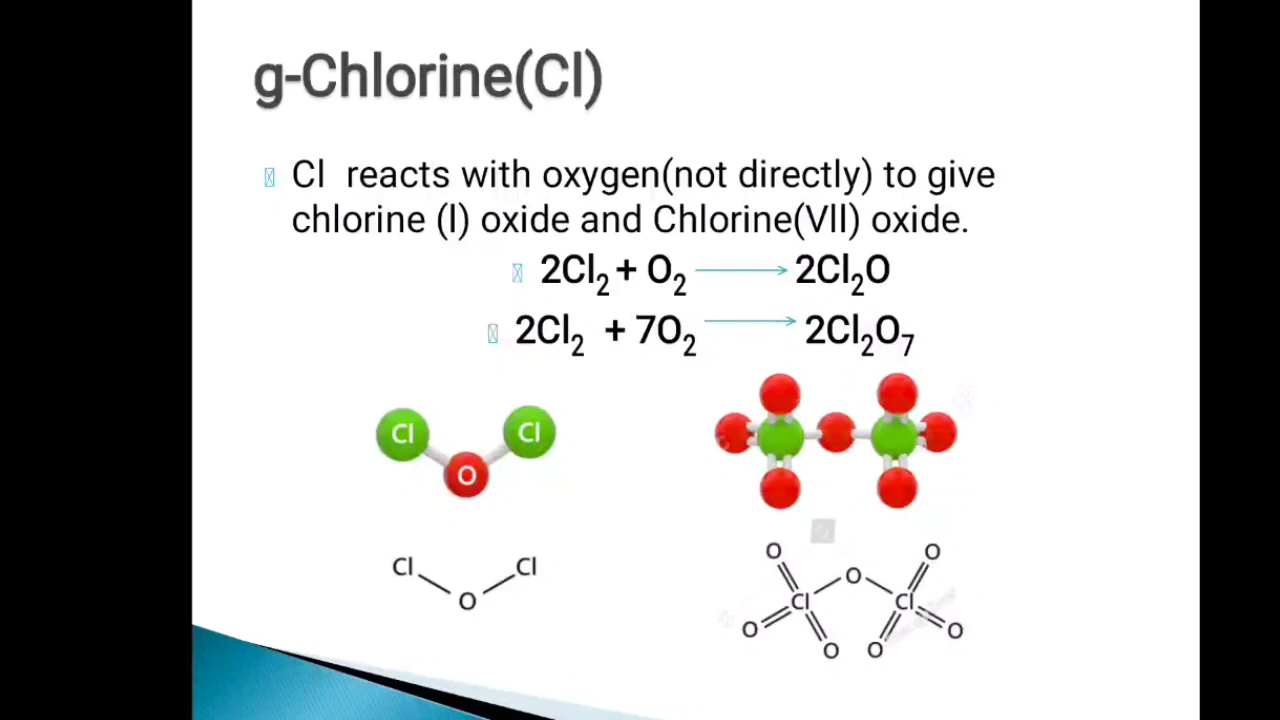 g-Chlorine(Cl)
Cl reacts with oxygen(not directly) to give
chlorine (l) oxide and Chlorine(Vll) oxide.
2Cl₂ + O₂ → 2Cl₂O
2Cl₂ + 7O₂ → 2Cl₂O₇
Cl Cl
O
Cl Cl
O
O O
O
Cl Cl
O O
O O